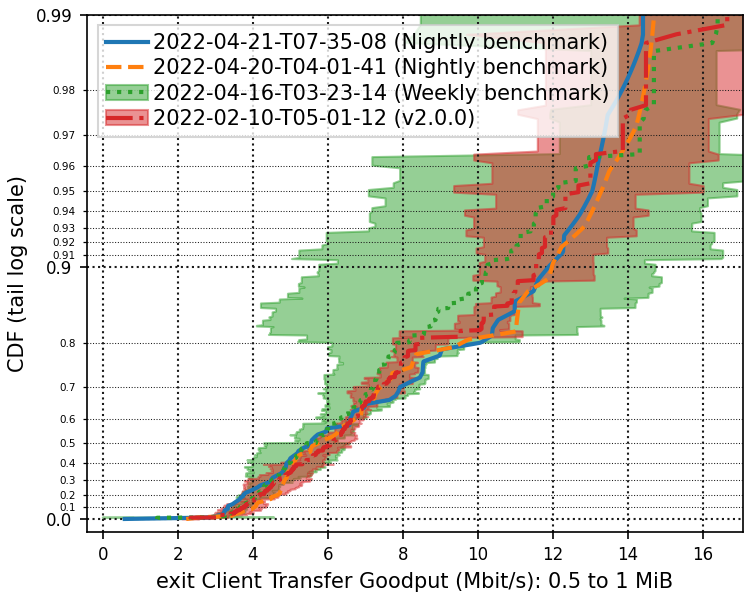 0.99
2022-04-21-T07-35-08 (Nightly benchmark)
2022-04-20-T04-01-41 (Nightly benchmark)
2022-04-16-T03-23-14 (Weekly benchmark)
2022-02-10-T05-01-12 (v2.0.0)
0.98
0.97
0.96
0.95
0.94
0.93
0.92
0.91
0.9
0.8
0.7
0.6
0.5
0.4
0.3
0.2
0.1
0.0
CDF (tail log scale)
0 2 4 6 8 10 12 14 16
exit Client Transfer Goodput (Mbit/s): 0.5 to 1 MiB